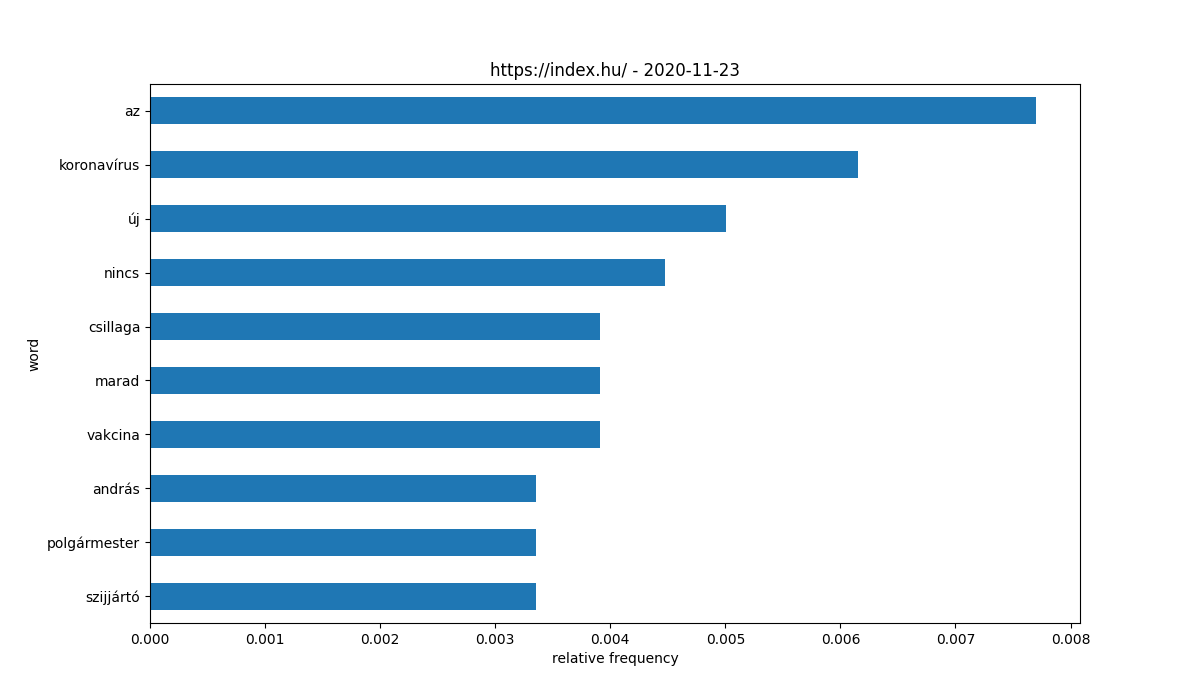 https://index.hu/ - 2020-11-23
az
koronavírus
új
nincs
csillaga
marad
vakcina
andrás
polgármester
szijjártó
word
0.000 0.001 0.002 0.003 0.004 0.005 0.006 0.007 0.008
relative frequency